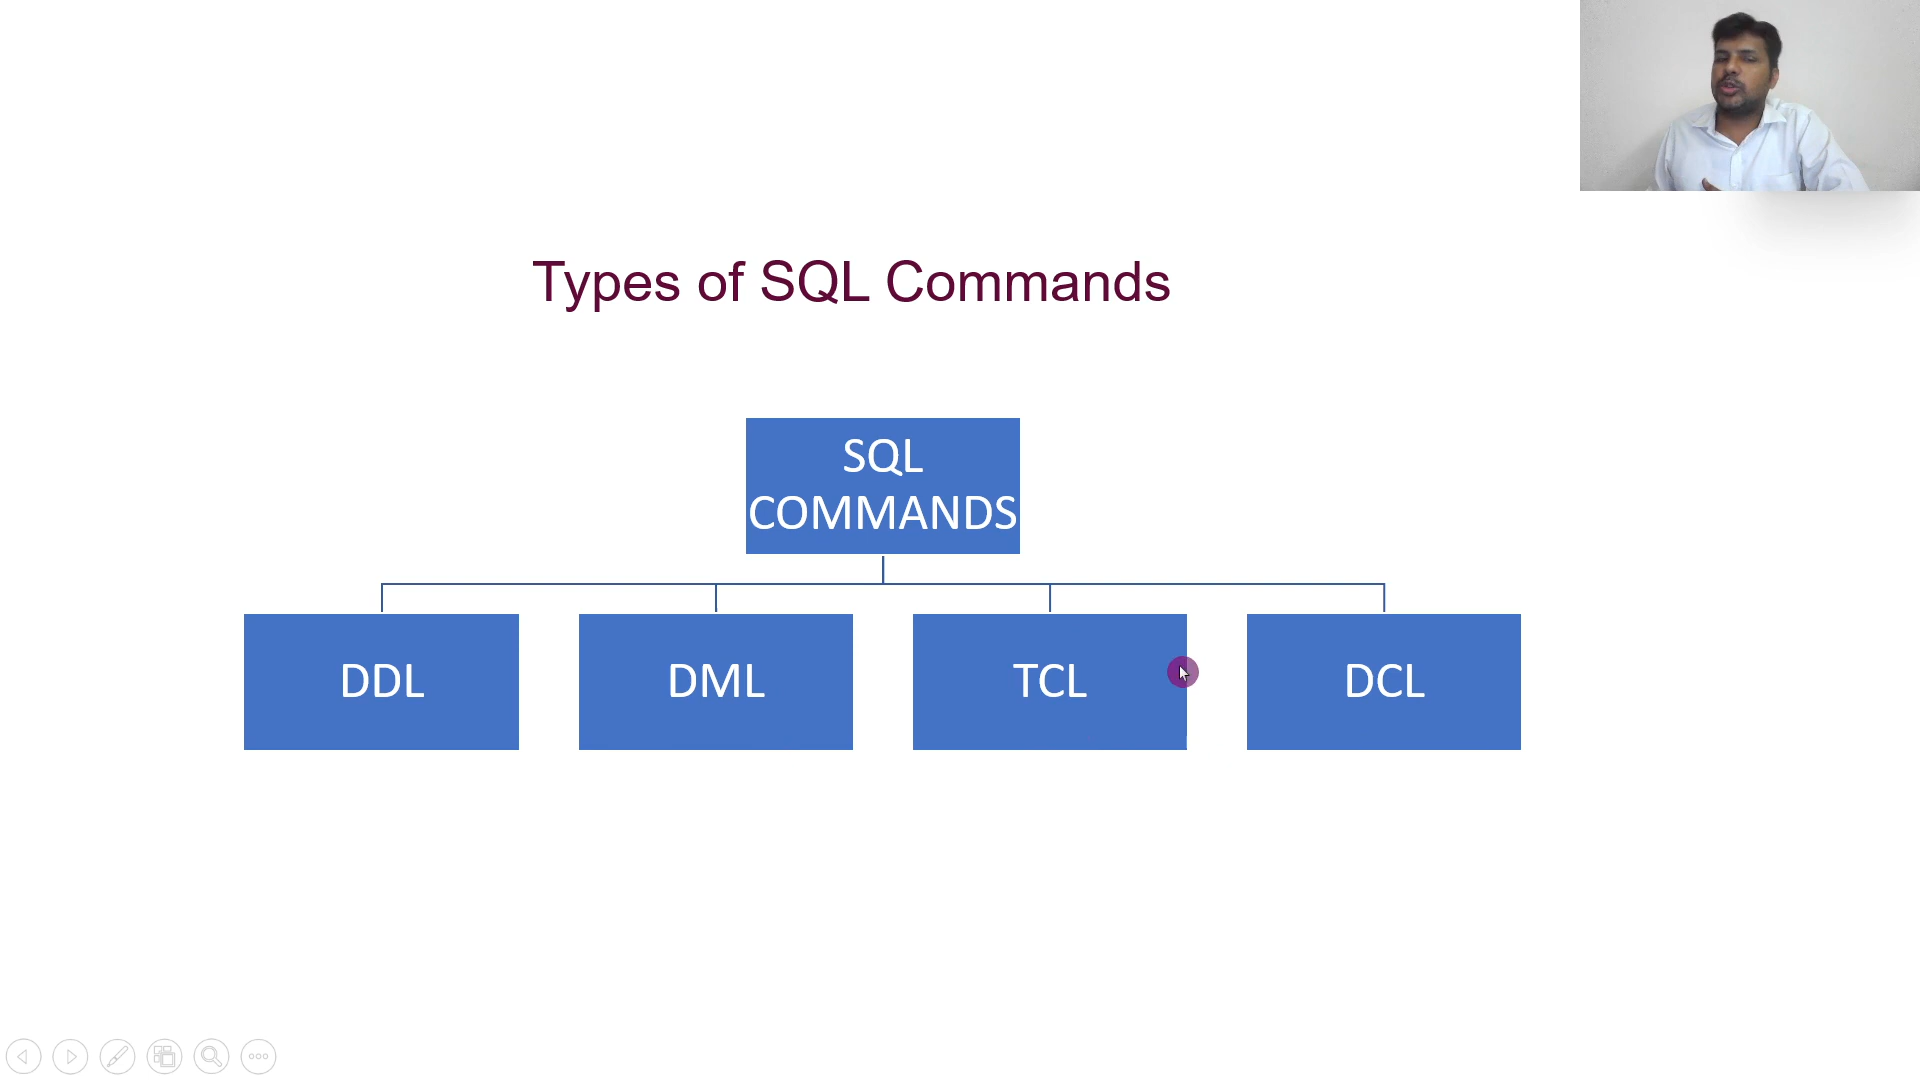 Types of SQL Commands
SQL
COMMANDS
DDL
DML
TCL
DCL